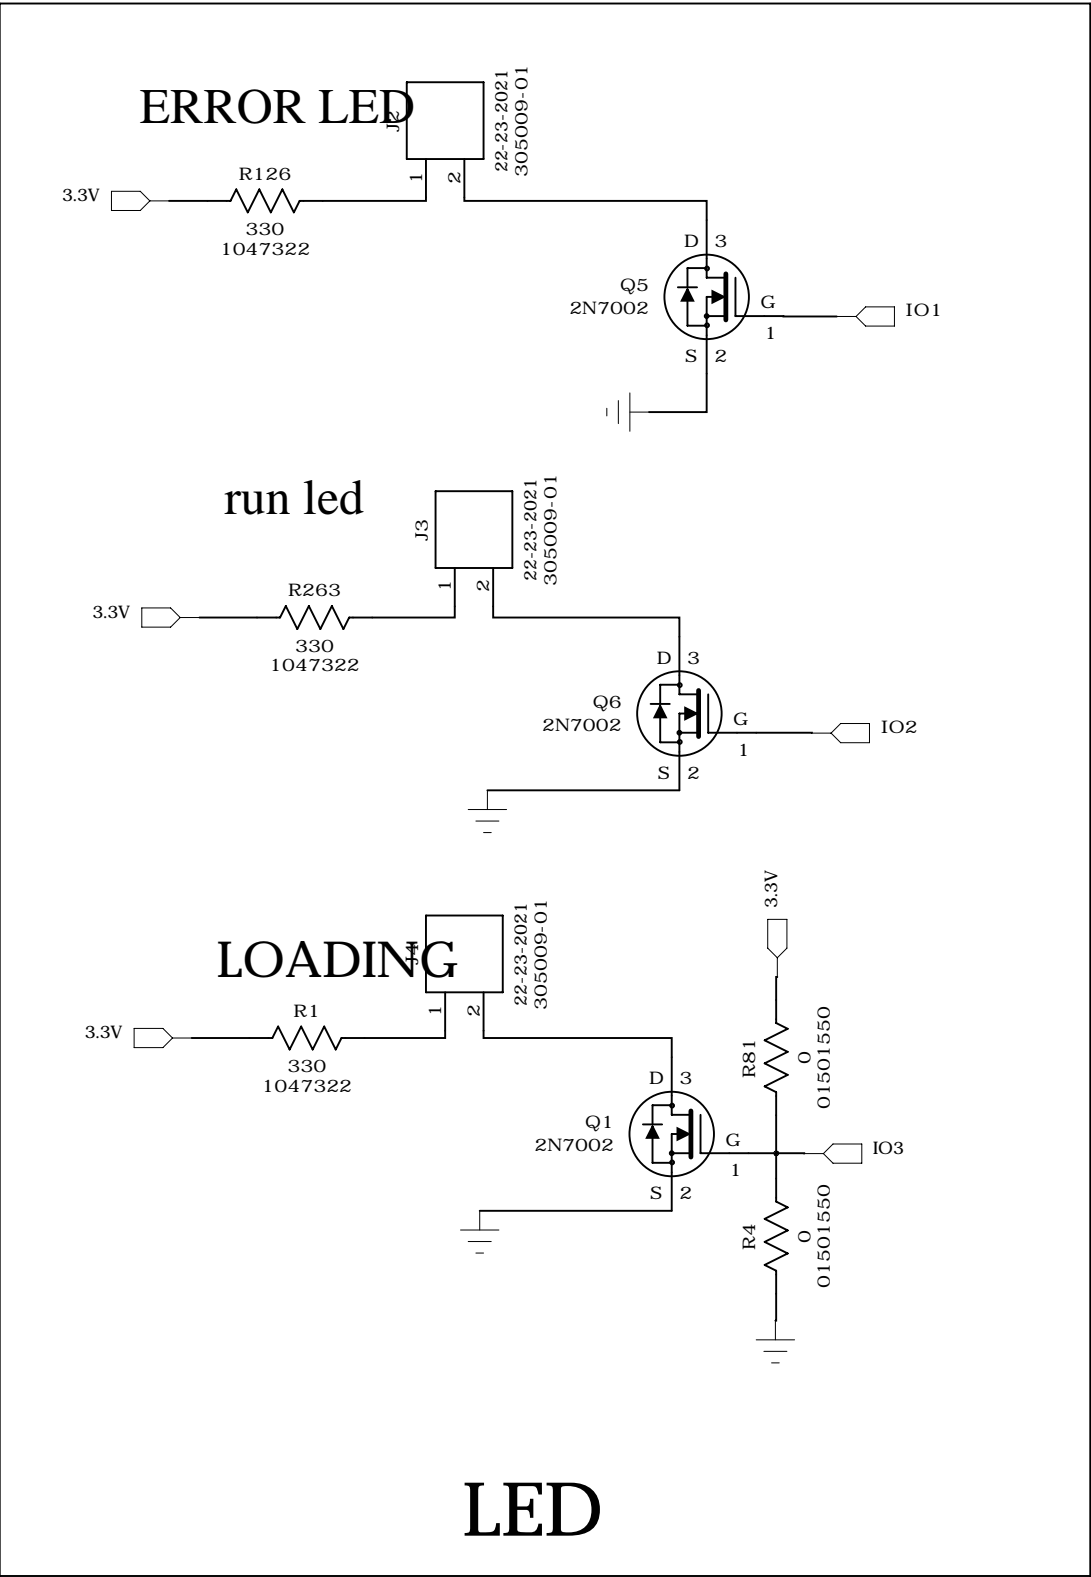 ERROR LED
J2
22-23-2021
305009-01
1
2
3.3V
R126
330
1047322
D 3
Q5
2N7002
G
1
IO1
S 2
run led
J3
22-23-2021
305009-01
1
2
3.3V
R263
330
1047322
D 3
Q6
2N7002
G
1
IO2
S 2
LOADING
J4
22-23-2021
305009-01
1
2
3.3V
R1
330
1047322
D 3
Q1
2N7002
G
1
IO3
S 2
3.3V
R81
0
01501550
R4
0
01501550
LED